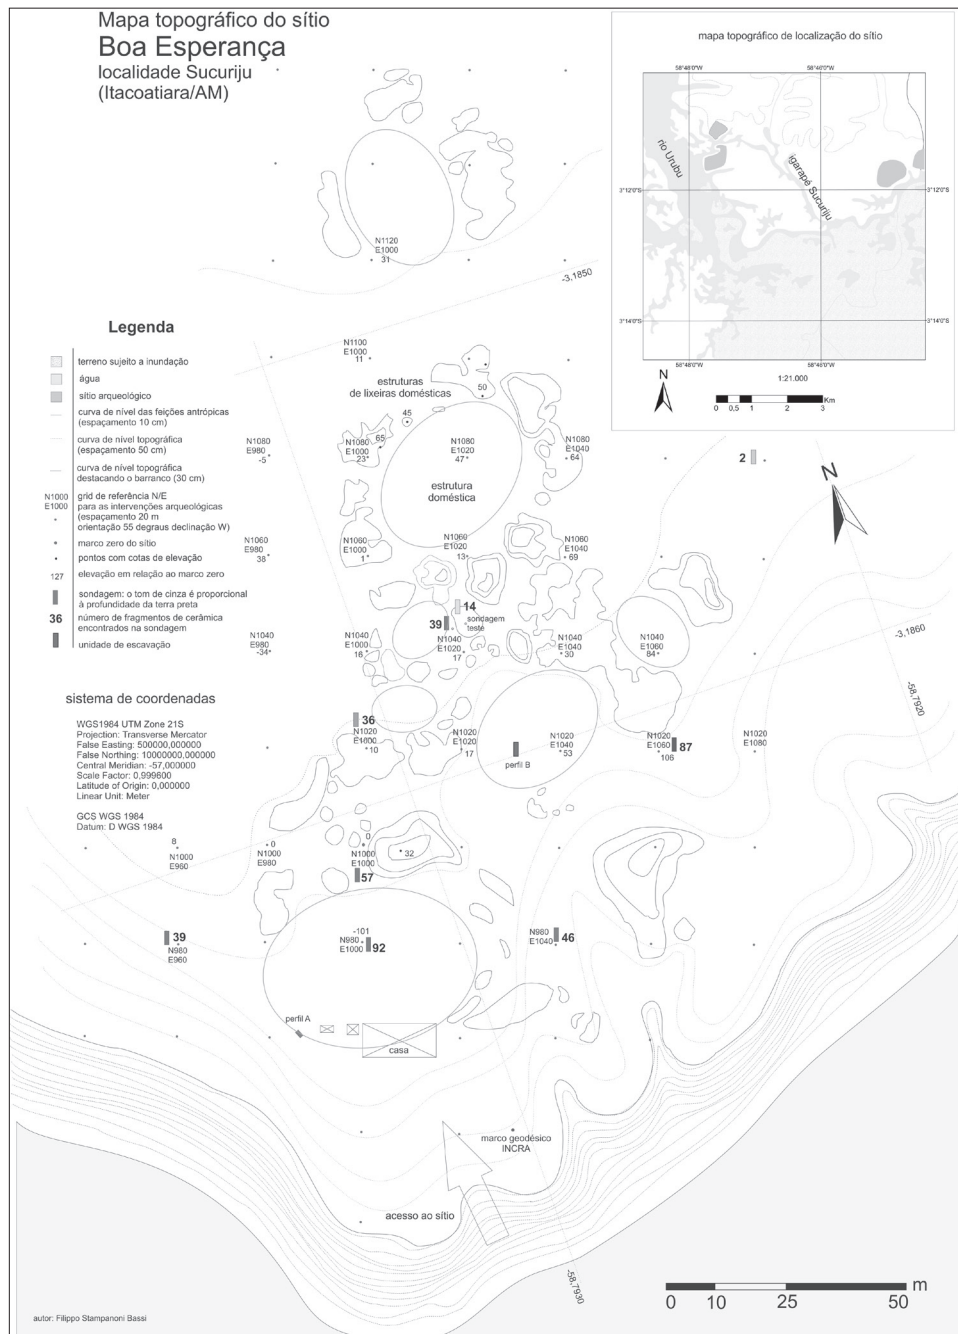 Mapa topográfico do sítio
Boa Esperança
localidade Sucuriju
(Itacoatiara/AM)
mapa topográfico de localização do sítio
58°48'0"W
58°46'0"W
rio Urubu
igarapé Sucuriju
3°12'0"S
3°12'0"S
3°14'0"S
3°14'0"S
58°48'0"W
58°46'0"W
N
1:21.000
0 0,5 1 2 3 Km
N1120
E1000
31
-3,1850
Legenda
terreno sujeito a inundação
água
sítio arqueológico
curva de nível das feições antrópicas
(espaçamento 10 cm)
curva de nível topográfica
(espaçamento 50 cm)
curva de nível topográfica
destacando o barranco (30 cm)
N1000
E1000
grid de referência N/E
para as intervenções arqueológicas
(espaçamento 20 m
orientação 55 degraus declinação W)
marco zero do sítio
pontos com cotas de elevação
127
elevação em relação ao marco zero
sondagem: o tom de cinza é proporcional
à profundidade da terra preta
36
número de fragmentos de cerâmica
encontrados na sondagem
unidade de escavação
N1100
E1000
11
estruturas
de lixeiras domésticas
50
45
65
N1080
E980
-5
N1080
E1000
23
N1080
E1020
47
N1080
E1040
64
2
N
estrutura
doméstica
N1060
E980
38
N1060
E1000
1
N1060
E1020
13
N1060
E1040
69
14
39
sondagem
teste
N1040
E980
-34
N1040
E1000
16
N1040
E1020
17
N1040
E1040
30
N1040
E1060
84
-3,1860
-58,7920
sistema de coordenadas
WGS1984 UTM Zone 21S
Projection: Transverse Mercator
False Easting: 500000,000000
False Northing: 10000000,000000
Central Meridian: -57,000000
Scale Factor: 0,999600
Latitude of Origin: 0,000000
Linear Unit: Meter
GCS WGS 1984
Datum: D WGS 1984
36
N1020
E1000
10
N1020
E1020
17
perfil B
N1020
E1040
53
N1020
E1060
106
87
N1020
E1080
8
N1000
E960
0
N1000
E980
0
N1000
E1000
32
57
39
N980
E960
-101
N980
E1000
92
N980
E1040
46
perfil A
casa
marco geodésico
INCRA
acesso ao sítio
-58,7930
0 10 25 50 m
autor: Filippo Stampanoni Bassi